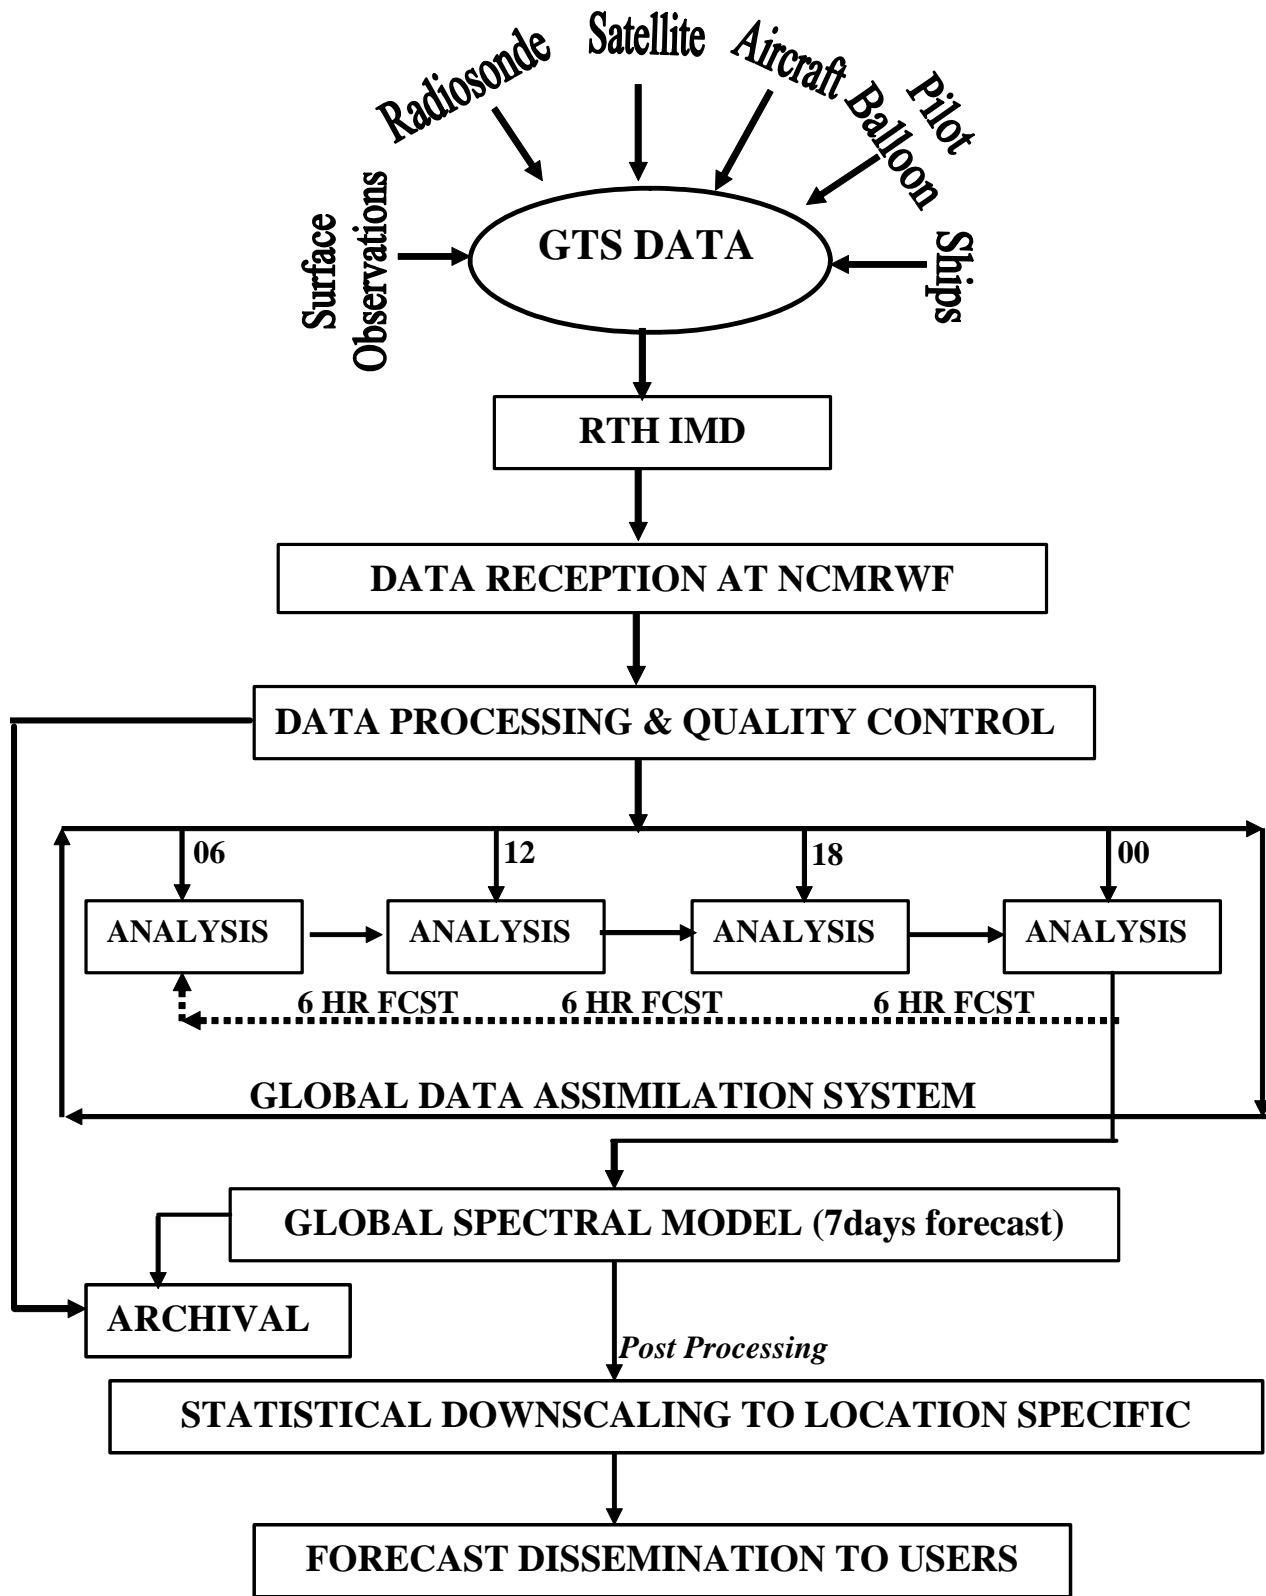 Surface
Observations
Radiosonde
Satellite
Aircraft
Pilot
Balloon
Ships
GTS DATA
RTH IMD
DATA RECEPTION AT NCMRWF
DATA PROCESSING & QUALITY CONTROL
06 12 18 00
ANALYSIS ANALYSIS ANALYSIS ANALYSIS
6 HR FCST 6 HR FCST 6 HR FCST
GLOBAL DATA ASSIMILATION SYSTEM
GLOBAL SPECTRAL MODEL (7days forecast)
ARCHIVAL
Post Processing
STATISTICAL DOWNSCALING TO LOCATION SPECIFIC
FORECAST DISSEMINATION TO USERS